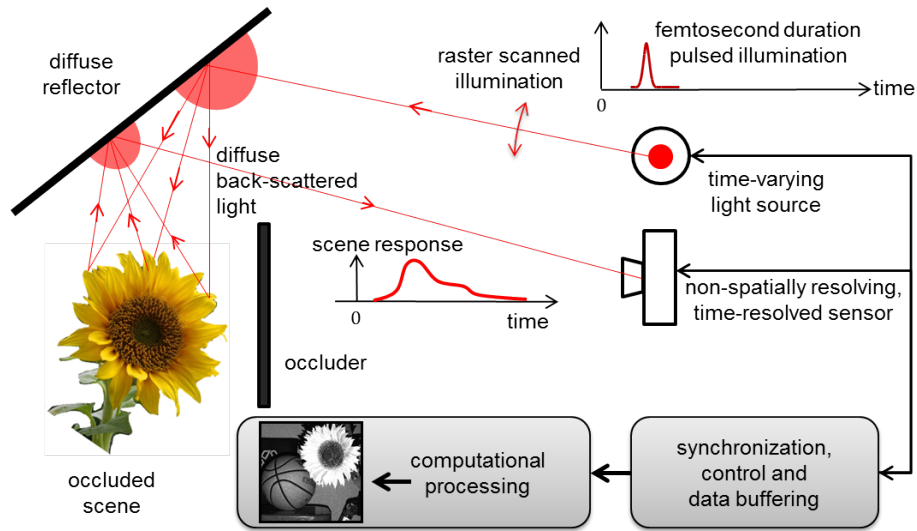 diffuse
reflector
raster scanned
illumination
femtosecond duration
pulsed illumination
0
time
diffuse
back-scattered
light
time-varying
light source
scene response
0
time
non-spatially resolving,
time-resolved sensor
occluder
occluded
scene
computational
processing
synchronization,
control and
data buffering